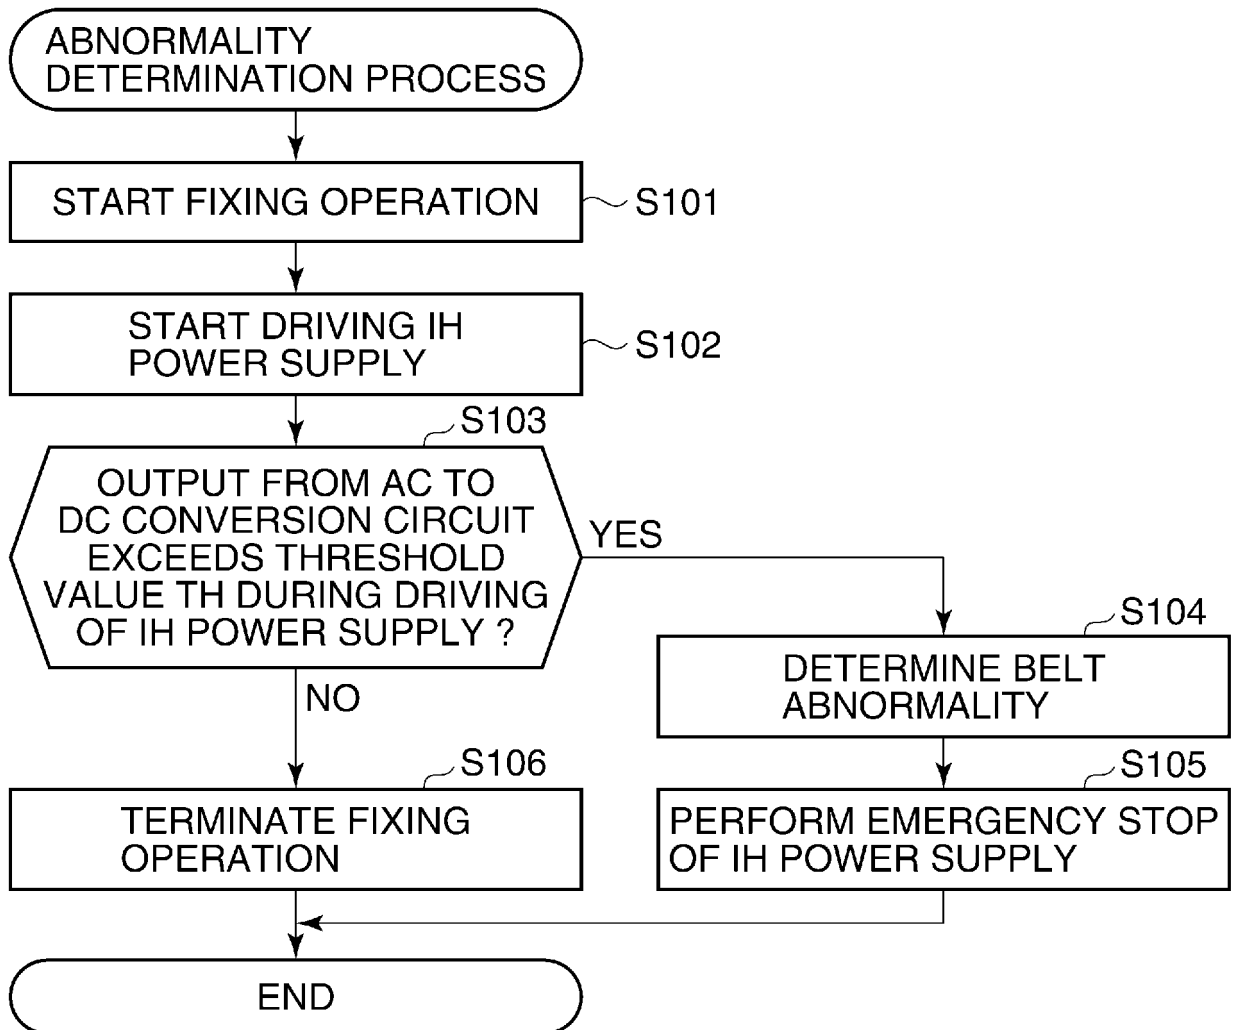 ABNORMALITY
DETERMINATION PROCESS
START FIXING OPERATION
S101
START DRIVING IH
POWER SUPPLY
S102
S103
OUTPUT FROM AC TO
DC CONVERSION CIRCUIT
EXCEEDS THRESHOLD
VALUE TH DURING DRIVING
OF IH POWER SUPPLY ?
YES
NO
S104
DETERMINE BELT
ABNORMALITY
S105
PERFORM EMERGENCY STOP
OF IH POWER SUPPLY
S106
TERMINATE FIXING
OPERATION
END